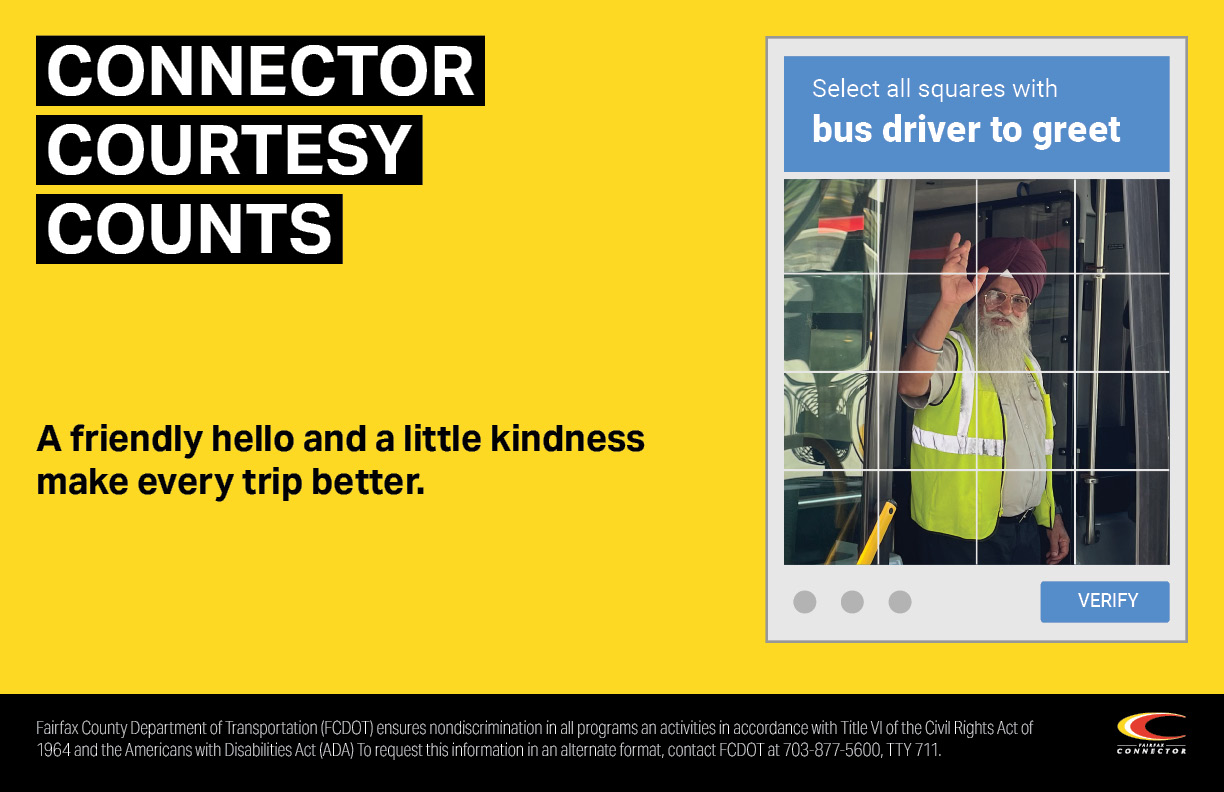 CONNECTOR
COURTESY
COUNTS
A friendly hello and a little kindness
make every trip better.
Select all squares with
bus driver to greet
VERIFY
Fairfax County Department of Transportation (FCDOT) ensures nondiscrimination in all programs an activities in accordance with Title VI of the Civil Rights Act of
1964 and the Americans with Disabilities Act (ADA) To request this information in an alternate format, contact FCDOT at 703-877-5600, TTY 711.
FAIRFAX
CONNECTOR